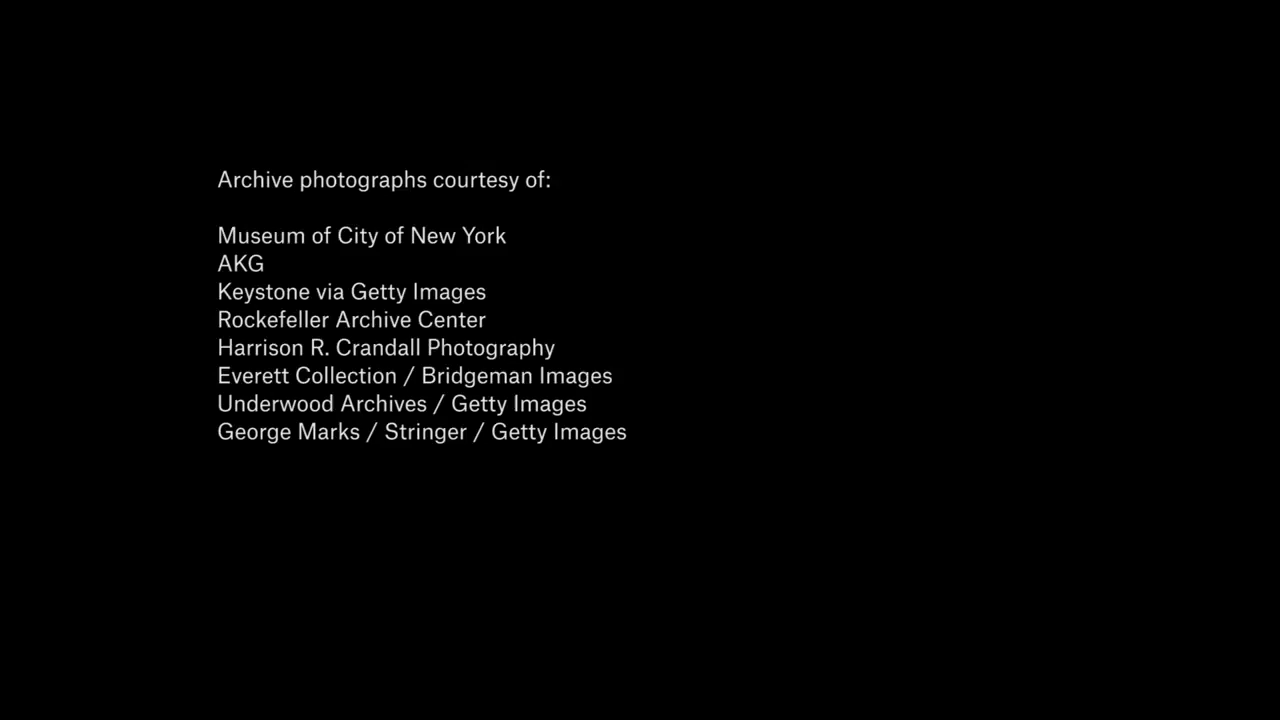 Archive photographs courtesy of:
Museum of City of New York
AKG
Keystone via Getty Images
Rockefeller Archive Center
Harrison R. Crandall Photography
Everett Collection / Bridgeman Images
Underwood Archives / Getty Images
George Marks / Stringer / Getty Images